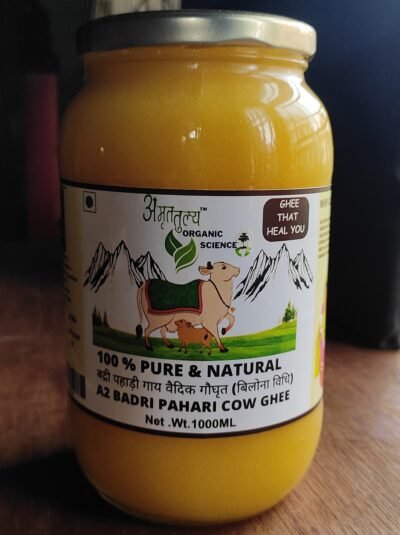 अमृततुल्य™
ORGANIC
SCIENCE
GHEE
THAT
HEAL YOU
100 % PURE & NATURAL
बद्री पहाड़ी गाय वैदिक गौघृत (बिलोना विधि)
A2 BADRI PAHARI COW GHEE
Net .Wt.1000ML